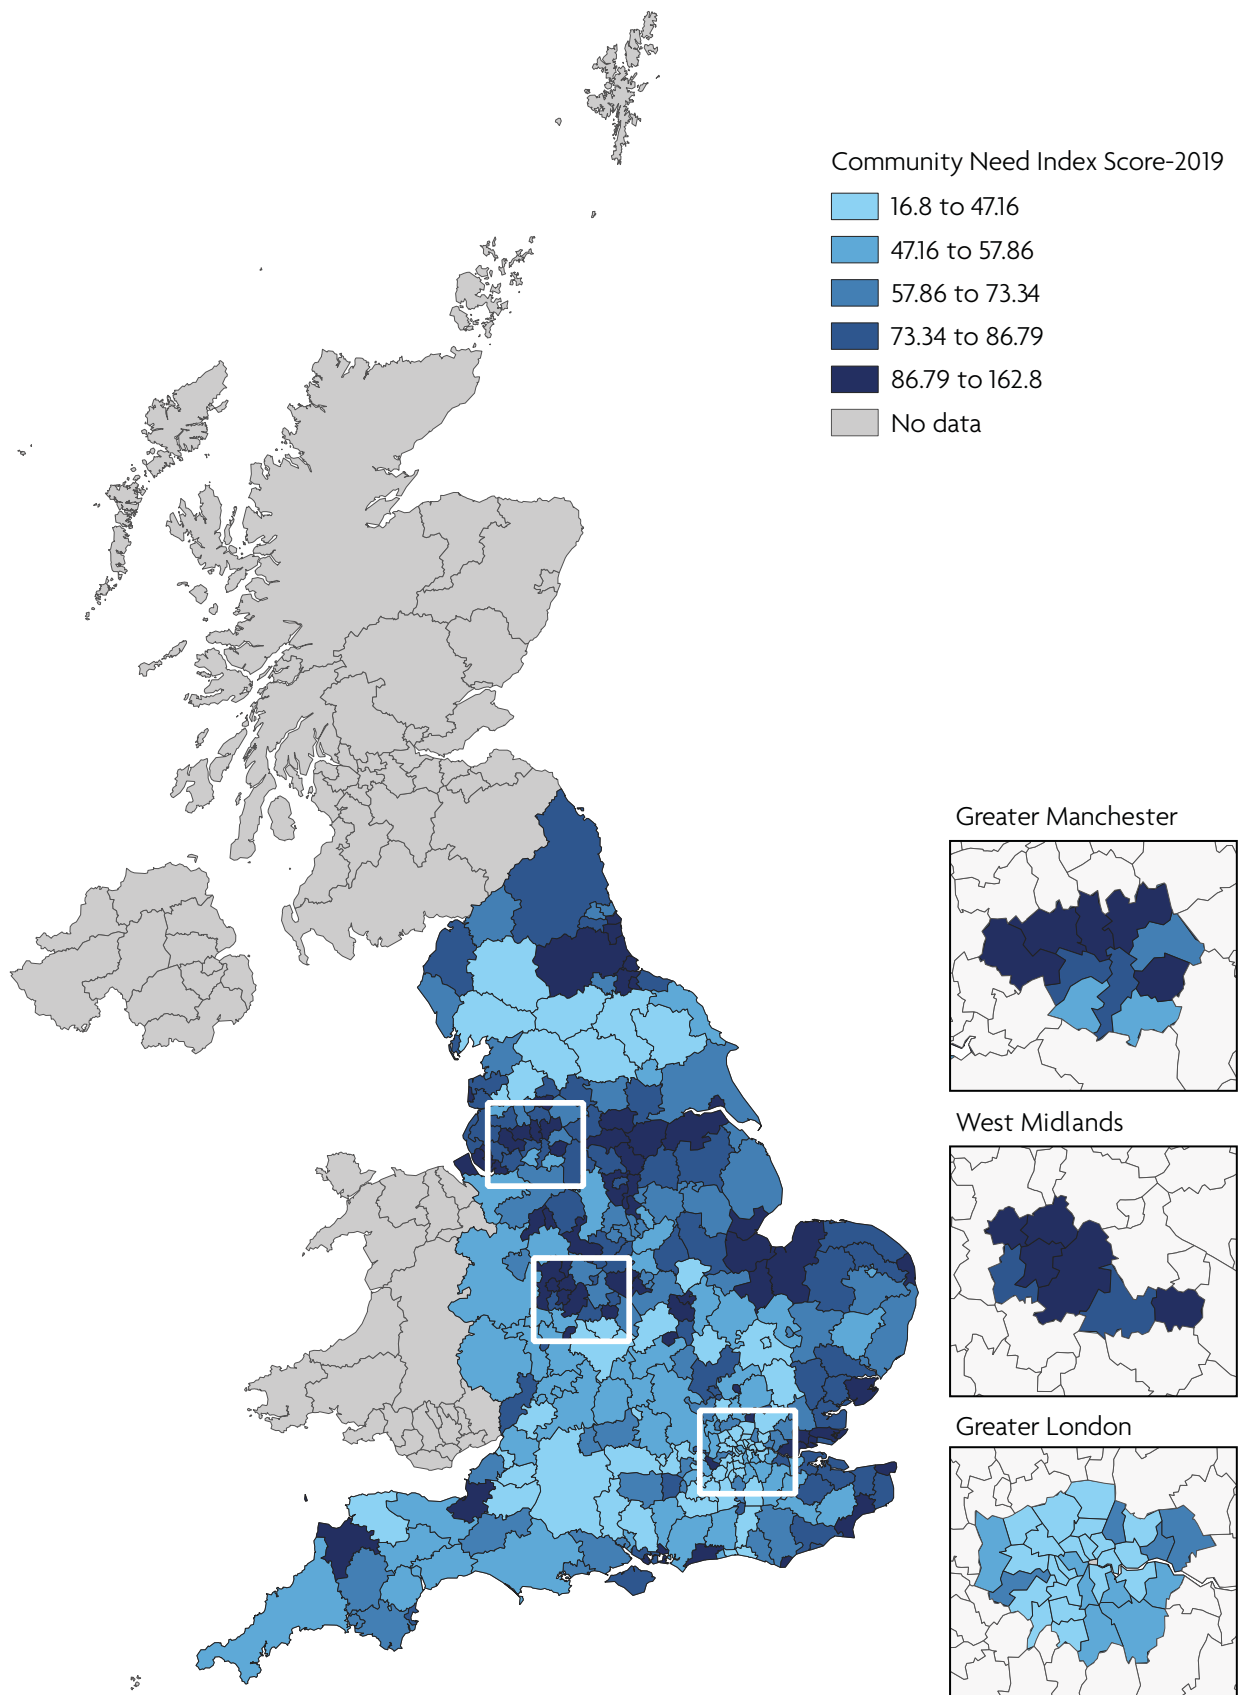 Community Need Index Score-2019
16.8 to 47.16
47.16 to 57.86
57.86 to 73.34
73.34 to 86.79
86.79 to 162.8
No data
Greater Manchester
West Midlands
Greater London